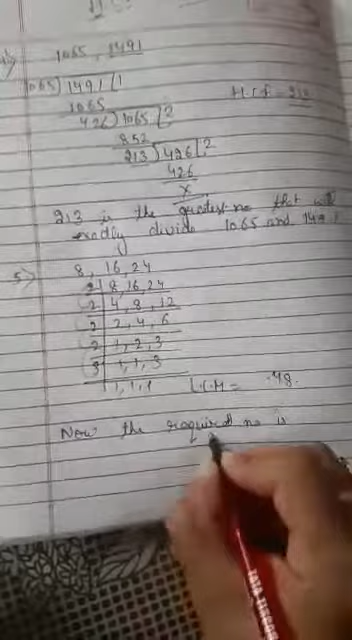 1065, 1491
1065) 1491 (1
1065
426) 1065 (2
852
213) 426 (2
426
x
H.C.F = 213
213 is the greatest no that will
exactly divide 1065 and 1491
5)
8, 16, 24
2 | 8, 16, 24
2 | 4, 8, 12
2 | 2, 4, 6
2 | 1, 2, 3
3 | 1, 1, 3
1, 1, 1
L.C.M = 48.
Now the required no is